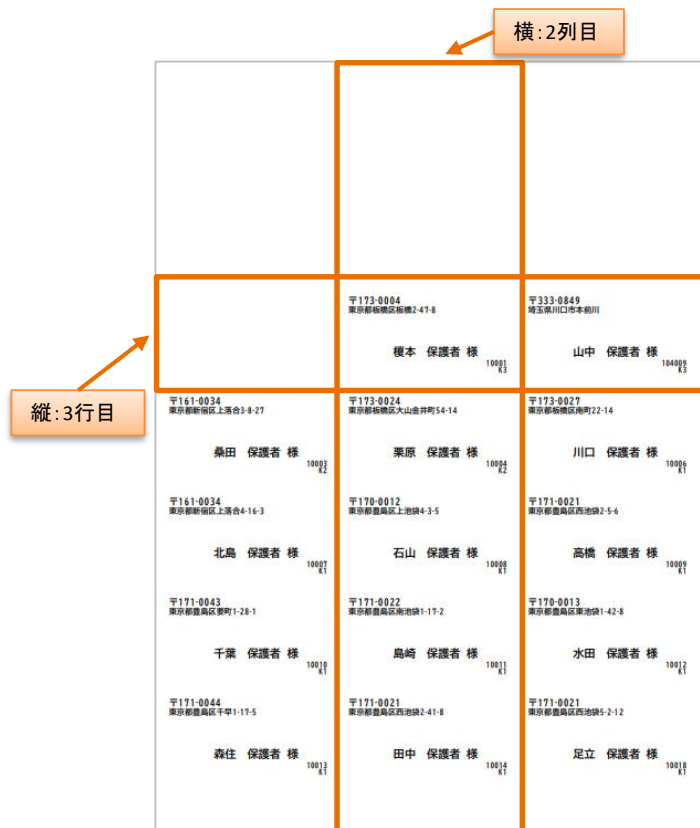 横：2列目
縦：3行目
〒173-0004
東京都板橋区板橋2-47-8
榎本　保護者 様
10001
K3
〒333-0849
埼玉県川口市本前川
山中　保護者 様
104009
K3
〒161-0034
東京都新宿区上落合3-8-27
桑田　保護者 様
10003
K2
〒173-0024
東京都板橋区大山金井町54-14
栗原　保護者 様
10004
K2
〒173-0027
東京都板橋区南町22-14
川口　保護者 様
10006
K1
〒161-0034
東京都新宿区上落合4-16-3
北島　保護者 様
10007
K1
〒170-0012
東京都豊島区上池袋4-3-5
石山　保護者 様
10008
K1
〒171-0021
東京都豊島区西池袋2-5-6
高橋　保護者 様
10009
K1
〒171-0043
東京都豊島区要町1-28-1
千葉　保護者 様
10010
K1
〒171-0022
東京都豊島区南池袋1-17-2
島崎　保護者 様
10011
K1
〒170-0013
東京都豊島区東池袋1-42-8
水田　保護者 様
10012
K1
〒171-0044
東京都豊島区千早1-17-5
森住　保護者 様
10013
K1
〒171-0021
東京都豊島区西池袋2-41-8
田中　保護者 様
10014
K1
〒171-0021
東京都豊島区西池袋5-2-12
足立　保護者 様
10018
K1